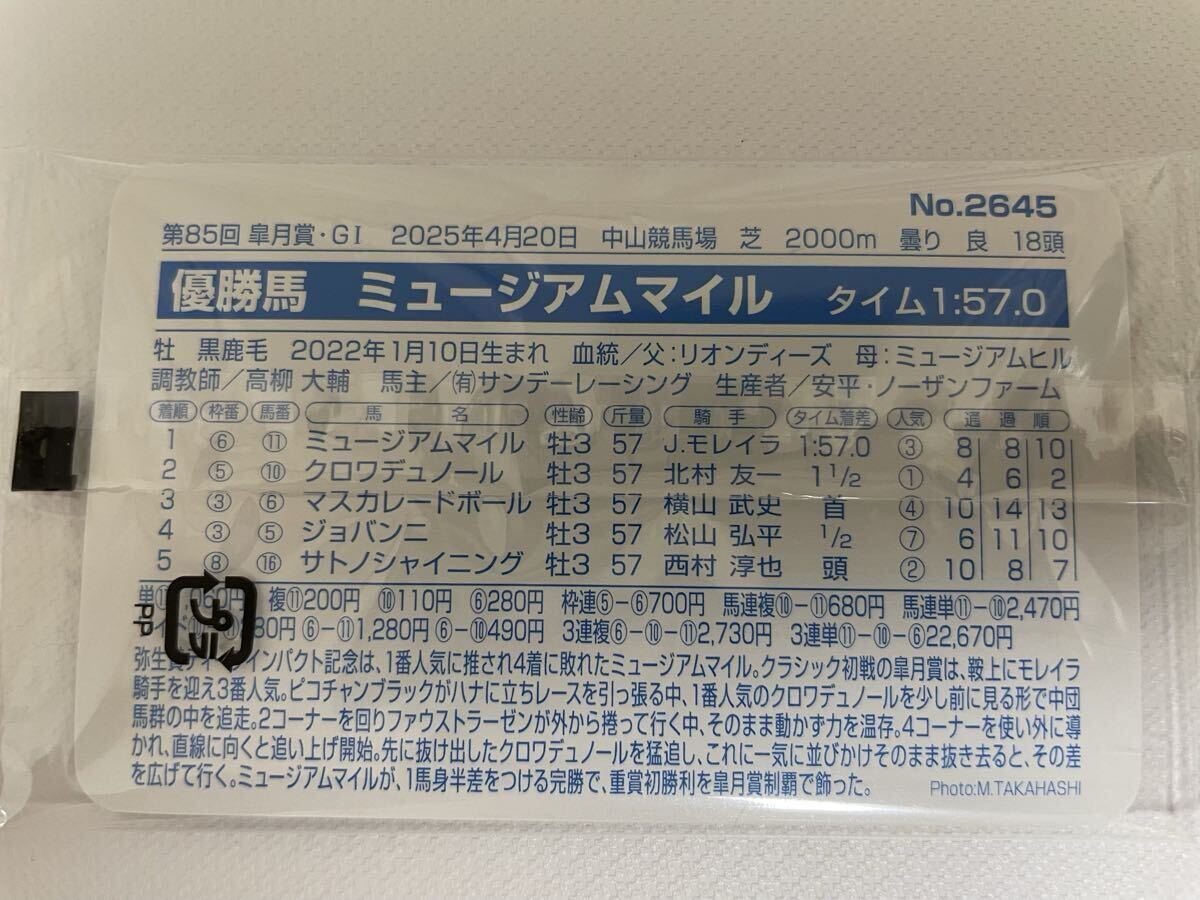 No.2645
第85回 皐月賞・GⅠ 2025年4月20日 中山競馬場 芝 2000m 曇り 良 18頭
優勝馬 ミュージアムマイル タイム1:57.0
牡 黒鹿毛 2022年1月10日生まれ 血統／父：リオンディーズ 母：ミュージアムヒル
調教師／高柳 大輔 馬主／㈲サンデーレーシング 生産者／安平・ノーザンファーム
着順 枠番 馬番 馬名 性齢 斤量 騎手 タイム着差 人気 通過順
1 ⑥ ⑪ ミュージアムマイル 牡3 57 J.モレイラ 1:57.0 ③ 8 8 10
2 ⑤ ⑩ クロワデュノール 牡3 57 北村 友一 1 1/2 ① 4 6 2
3 ③ ⑥ マスカレードボール 牡3 57 横山 武史 首 ④ 10 14 13
4 ③ ⑤ ジョバンニ 牡3 57 松山 弘平 1/2 ⑦ 6 11 10
5 ⑧ ⑯ サトノシャイニング 牡3 57 西村 淳也 頭 ② 10 8 7
単 円 複⑪200円 ⑩110円 ⑥280円 枠連⑤－⑥700円 馬連複⑩－⑪680円 馬連単⑪－⑩2,470円
円 ⑥－⑪1,280円 ⑥－⑩490円 3連複⑥－⑩－⑪2,730円 3連単⑪－⑩－⑥22,670円
プラ
PP
弥生 インパクト記念は、1番人気に推され4着に敗れたミュージアムマイル。クラシック初戦の皐月賞は、鞍上にモレイラ
騎手を迎え3番人気。ピコチャンブラックがハナに立ちレースを引っ張る中、1番人気のクロワデュノールを少し前に見る形で中団
馬群の中を追走。2コーナーを回りファウストラーゼンが外から捲って行く中、そのまま動かず力を温存。4コーナーを使い外に導
かれ、直線に向くと追い上げ開始。先に抜け出したクロワデュノールを猛追し、これに一気に並びかけそのまま抜き去ると、その差
を広げて行く。ミュージアムマイルが、1馬身半差をつける完勝で、重賞初勝利を皐月賞制覇で飾った。
Photo:M.TAKAHASHI